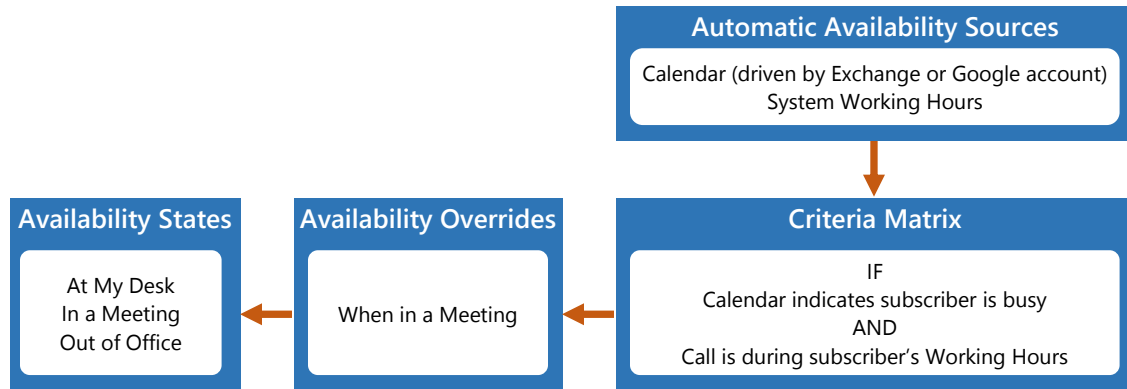 Automatic Availability Sources
Calendar (driven by Exchange or Google account)
System Working Hours
Availability States
At My Desk
In a Meeting
Out of Office
Availability Overrides
When in a Meeting
Criteria Matrix
IF
Calendar indicates subscriber is busy
AND
Call is during subscriber’s Working Hours